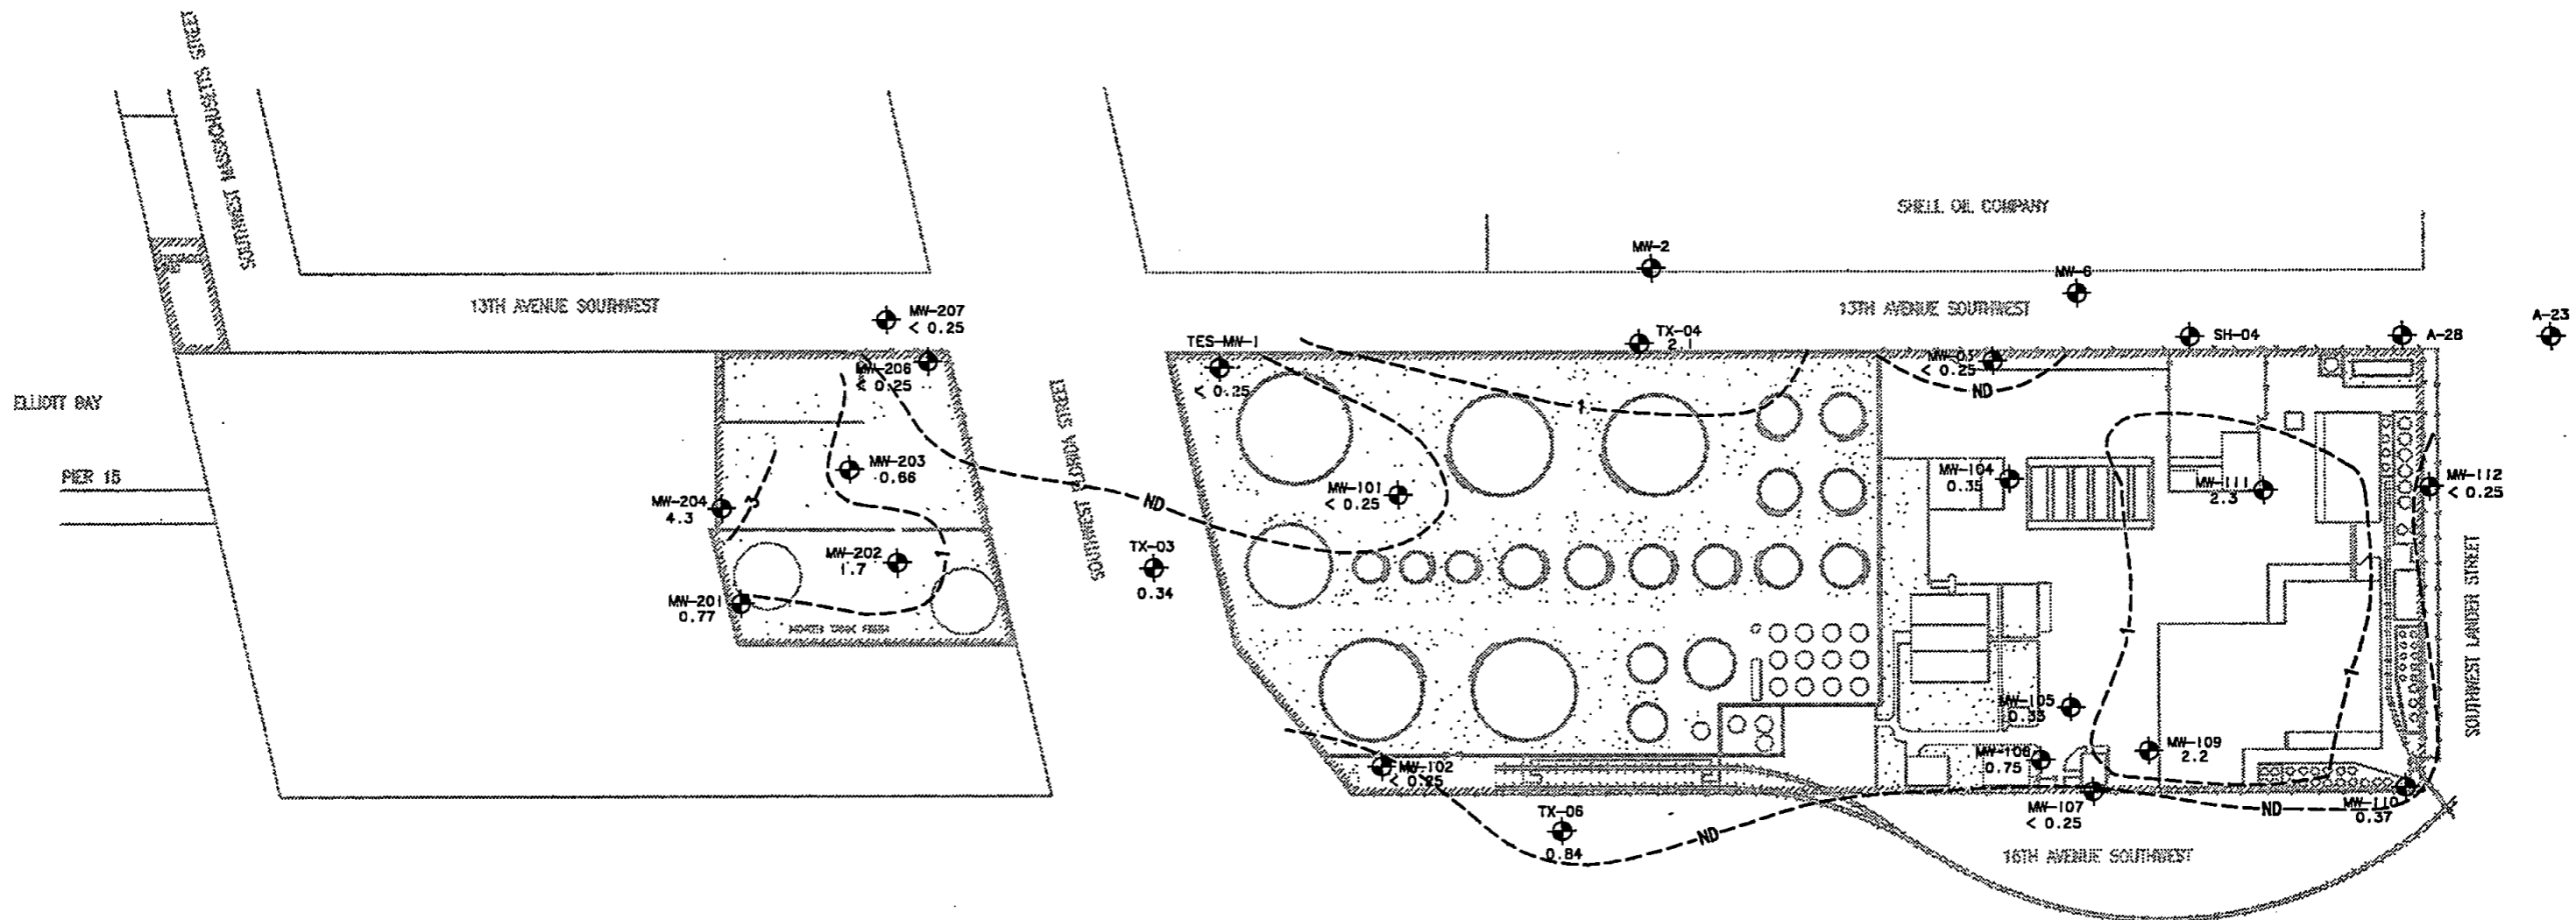 SOUTHWEST MASSACHUSETTS STREET
SHELL OIL COMPANY
MW-2
MW-6
13TH AVENUE SOUTHWEST
MW-207
< 0.25
13TH AVENUE SOUTHWEST
A-23
TES-MW-1
< 0.25
TX-04
2.1
SH-04
A-28
MW-206
< 0.25
< 0.25
ND
1
ELLIOTT BAY
SOUTHWEST FLORIDA STREET
MW-203
0.66
MW-104
0.35
PIER 15
MW-204
4.3
3
ND
MW-101
< 0.25
MW-111
2.3
MW-112
< 0.25
MW-202
1.7
1
TX-03
0.34
MW-201
0.77
SOUTHWEST LANDER STREET
1
1
MW-105
0.33
MW-102
< 0.25
MW-109
2.2
0.75
TX-06
0.84
ND
MW-107
< 0.25
ND
MW-110
0.37
16TH AVENUE SOUTHWEST